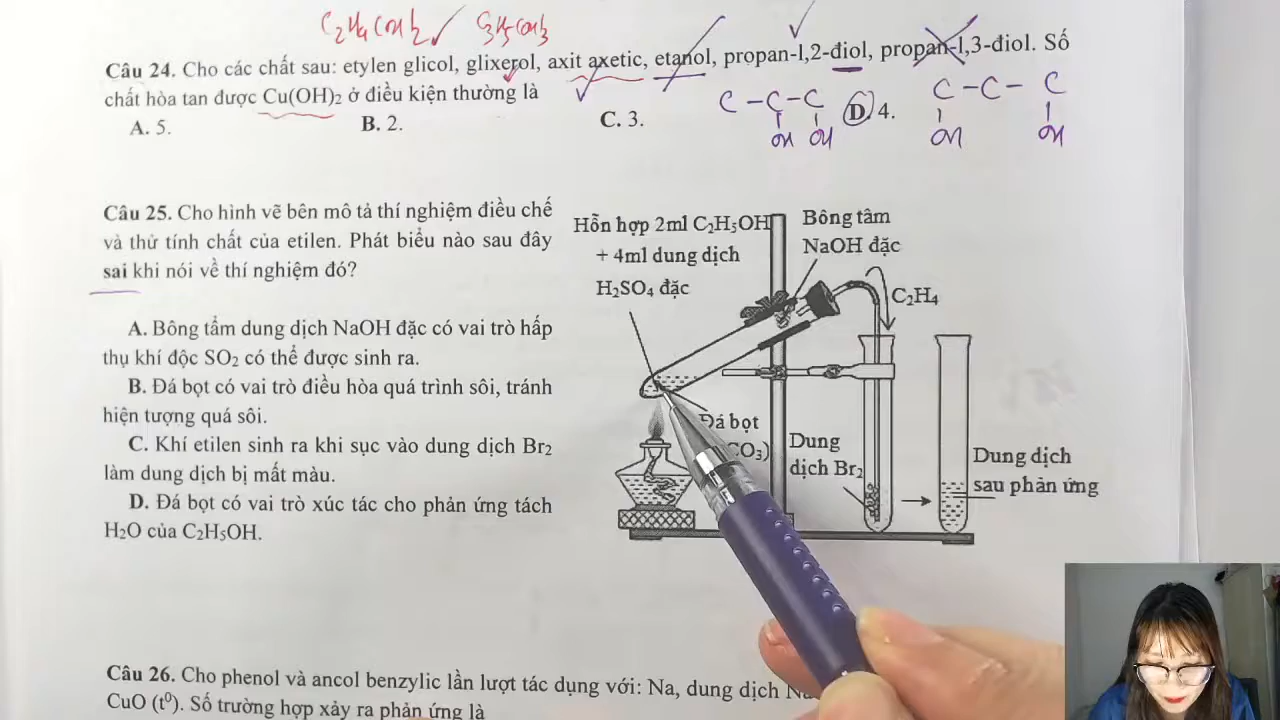 C₂H₄(OH)₂ C₃H₅(OH)₃
Câu 24. Cho các chất sau: etylen glicol, glixerol, axit axetic, etanol, propan-1,2-điol, propan-1,3-điol. Số
chất hòa tan được Cu(OH)₂ ở điều kiện thường là
A. 5. B. 2. C. 3. D. 4.
C - C - C
OH OH
C - C - C
OH OH
Câu 25. Cho hình vẽ bên mô tả thí nghiệm điều chế
và thử tính chất của etilen. Phát biểu nào sau đây
sai khi nói về thí nghiệm đó?
A. Bông tẩm dung dịch NaOH đặc có vai trò hấp
thụ khí độc SO₂ có thể được sinh ra.
B. Đá bọt có vai trò điều hòa quá trình sôi, tránh
hiện tượng quá sôi.
C. Khí etilen sinh ra khi sục vào dung dịch Br₂
làm dung dịch bị mất màu.
D. Đá bọt có vai trò xúc tác cho phản ứng tách
H₂O của C₂H₅OH.
Hỗn hợp 2ml C₂H₅OH
+ 4ml dung dịch
H₂SO₄ đặc
Bông tâm
NaOH đặc
C₂H₄
Đá bọt
CO₃)
Dung
dịch Br₂
Dung dịch
sau phản ứng
Câu 26. Cho phenol và ancol benzylic lần lượt tác dụng với: Na, dung dịch
CuO (t⁰). Số trường hợp xảy ra phản ứng là